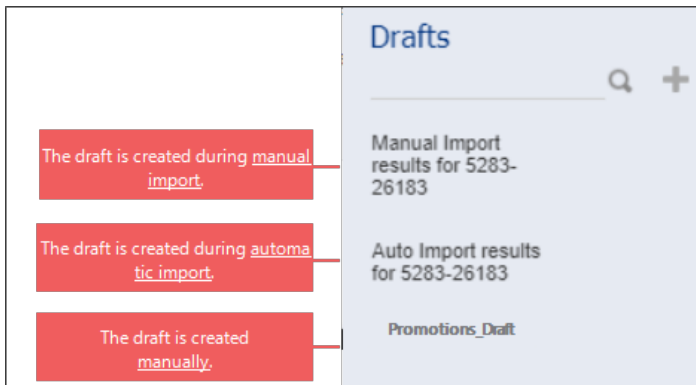 Drafts
The draft is created during manual
import.
Manual Import
results for 5283-
26183
The draft is created during automa
tic import.
Auto Import results
for 5283-26183
The draft is created
manually.
Promotions_Draft